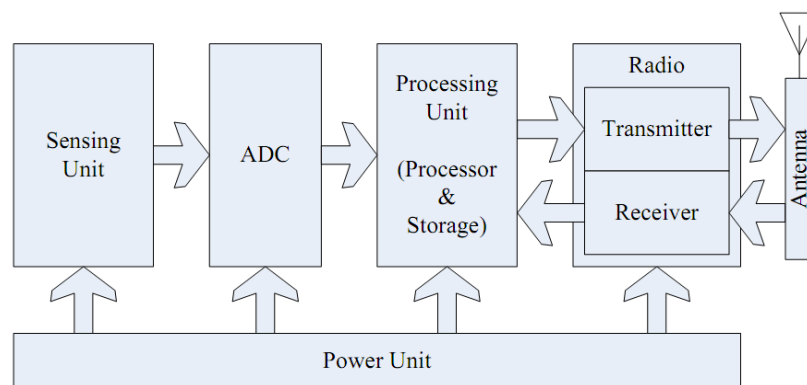 Sensing
Unit
ADC
Processing
Unit
(Processor
&
Storage)
Radio
Transmitter
Receiver
Antenna
Power Unit